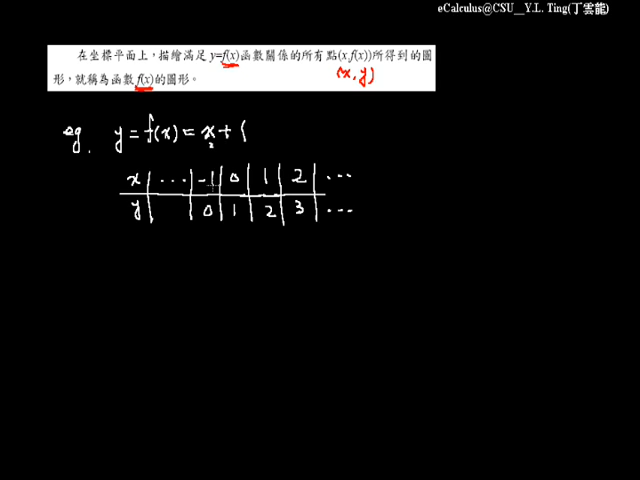 eCalculus@CSU__Y.L. Ting(丁雲龍)
在坐標平面上，描繪滿足 y=f(x)函數關係的所有點(x,f(x))所得到的圖
形，就稱為函數f(x)的圖形。
(x, y)
eg. y = f(x) = x + 1
x ... -1 0 1 2 ...
y 0 1 2 3 ...